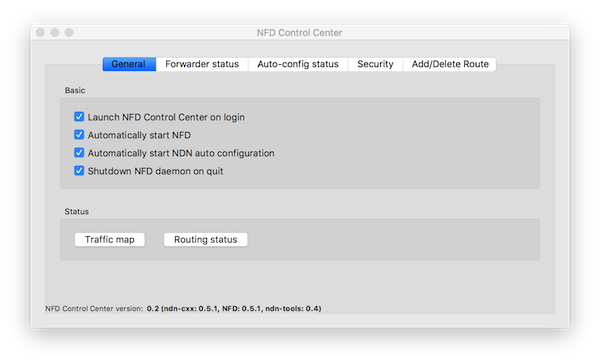 NFD Control Center
General Forwarder status Auto-config status Security Add/Delete Route
Basic
Launch NFD Control Center on login
Automatically start NFD
Automatically start NDN auto configuration
Shutdown NFD daemon on quit
Status
Traffic map Routing status
NFD Control Center version: 0.2 (ndn-cxx: 0.5.1, NFD: 0.5.1, ndn-tools: 0.4)